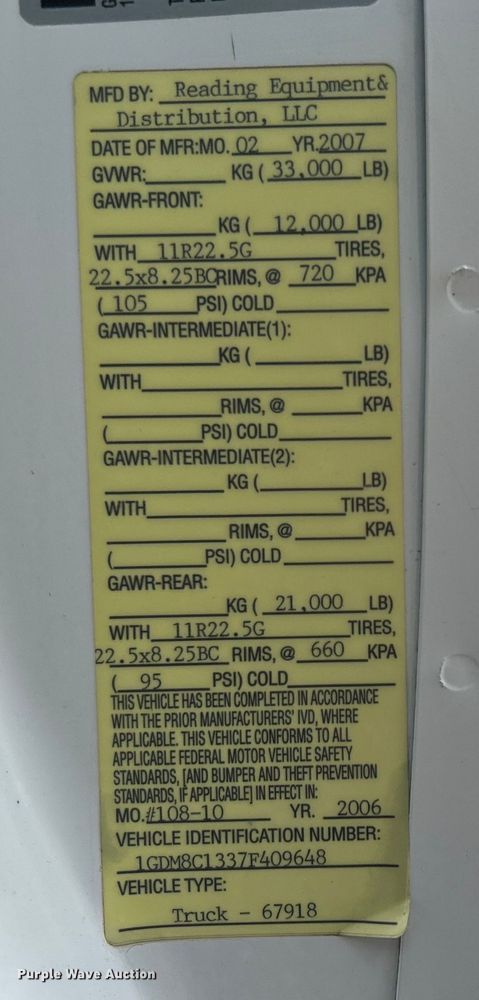 MFD BY: Reading Equipment&
Distribution, LLC
DATE OF MFR:MO. 02 YR.2007
GVWR: KG ( 33,000 LB)
GAWR-FRONT:
KG ( 12,000 LB)
WITH 11R22.5G TIRES,
22.5x8.25BC RIMS, @ 720 KPA
( 105 PSI) COLD
GAWR-INTERMEDIATE(1):
KG ( LB)
WITH TIRES,
RIMS, @ KPA
( PSI) COLD
GAWR-INTERMEDIATE(2):
KG ( LB)
WITH TIRES,
RIMS, @ KPA
( PSI) COLD
GAWR-REAR:
KG ( 21,000 LB)
WITH 11R22.5G TIRES,
22.5x8.25BC RIMS, @ 660 KPA
( 95 PSI) COLD
THIS VEHICLE HAS BEEN COMPLETED IN ACCORDANCE
WITH THE PRIOR MANUFACTURERS' IVD, WHERE
APPLICABLE. THIS VEHICLE CONFORMS TO ALL
APPLICABLE FEDERAL MOTOR VEHICLE SAFETY
STANDARDS, [AND BUMPER AND THEFT PREVENTION
STANDARDS, IF APPLICABLE] IN EFFECT IN:
MO.#108-10 YR. 2006
VEHICLE IDENTIFICATION NUMBER:
1GDM8C1337F409648
VEHICLE TYPE:
Truck - 67918
Purple Wave Auction